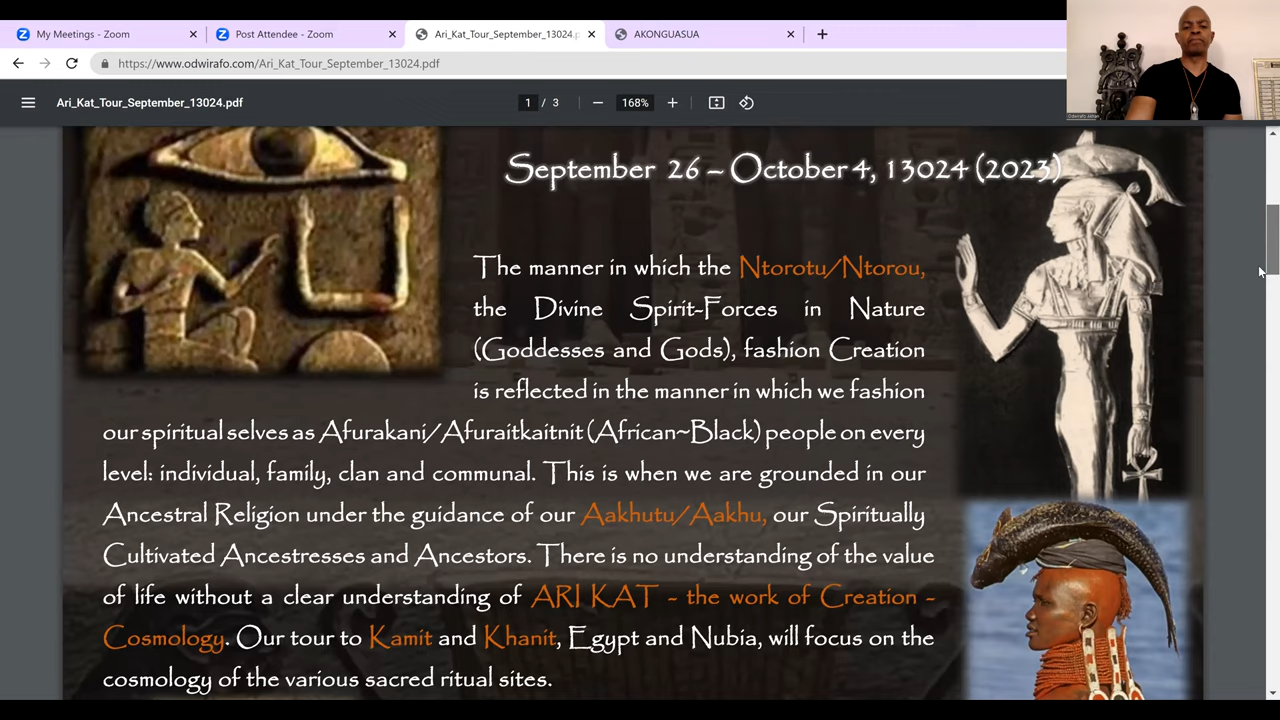 My Meetings - Zoom
Post Attendee - Zoom
Ari_Kat_Tour_September_13024.p
AKONGUASUA
https://www.odwirafo.com/Ari_Kat_Tour_September_13024.pdf
Ari_Kat_Tour_September_13024.pdf
1 / 3
168%
September 26 – October 4, 13024 (2023)
The manner in which the Ntorotu/Ntorou,
the Divine Spirit-Forces in Nature
(Goddesses and Gods), fashion Creation
is reflected in the manner in which we fashion
our spiritual selves as Afurakani/Afuraitkaitnit (African~Black) people on every
level: individual, family, clan and communal. This is when we are grounded in our
Ancestral Religion under the guidance of our Aakhutu/Aakhu, our Spiritually
Cultivated Ancestresses and Ancestors. There is no understanding of the value
of life without a clear understanding of ARI KAT - the work of Creation -
Cosmology. Our tour to Kamit and Khanit, Egypt and Nubia, will focus on the
cosmology of the various sacred ritual sites.